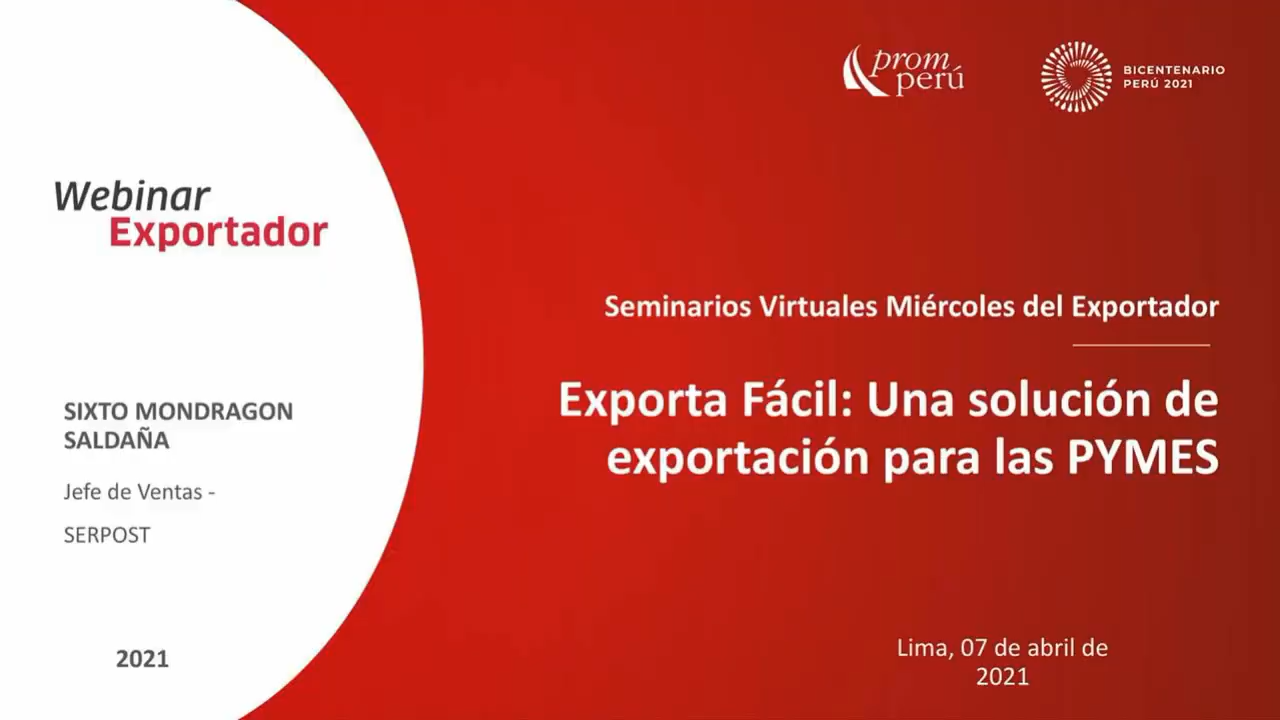 prom
perú
BICENTENARIO
PERÚ 2021
Webinar
Exportador
Seminarios Virtuales Miércoles del Exportador
Exporta Fácil: Una solución de
exportación para las PYMES
SIXTO MONDRAGON
SALDAÑA
Jefe de Ventas -
SERPOST
2021
Lima, 07 de abril de
2021